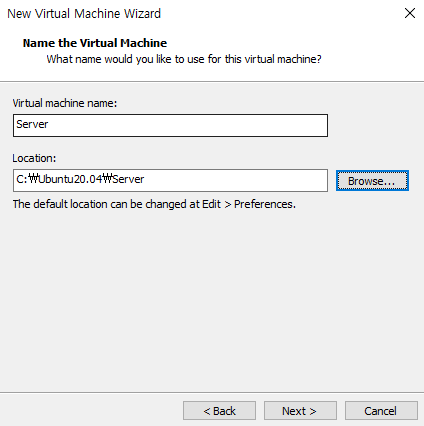 New Virtual Machine Wizard
Name the Virtual Machine
What name would you like to use for this virtual machine?
Virtual machine name:
Server
Location:
C:₩Ubuntu20.04₩Server
Browse...
The default location can be changed at Edit > Preferences.
< Back
Next >
Cancel